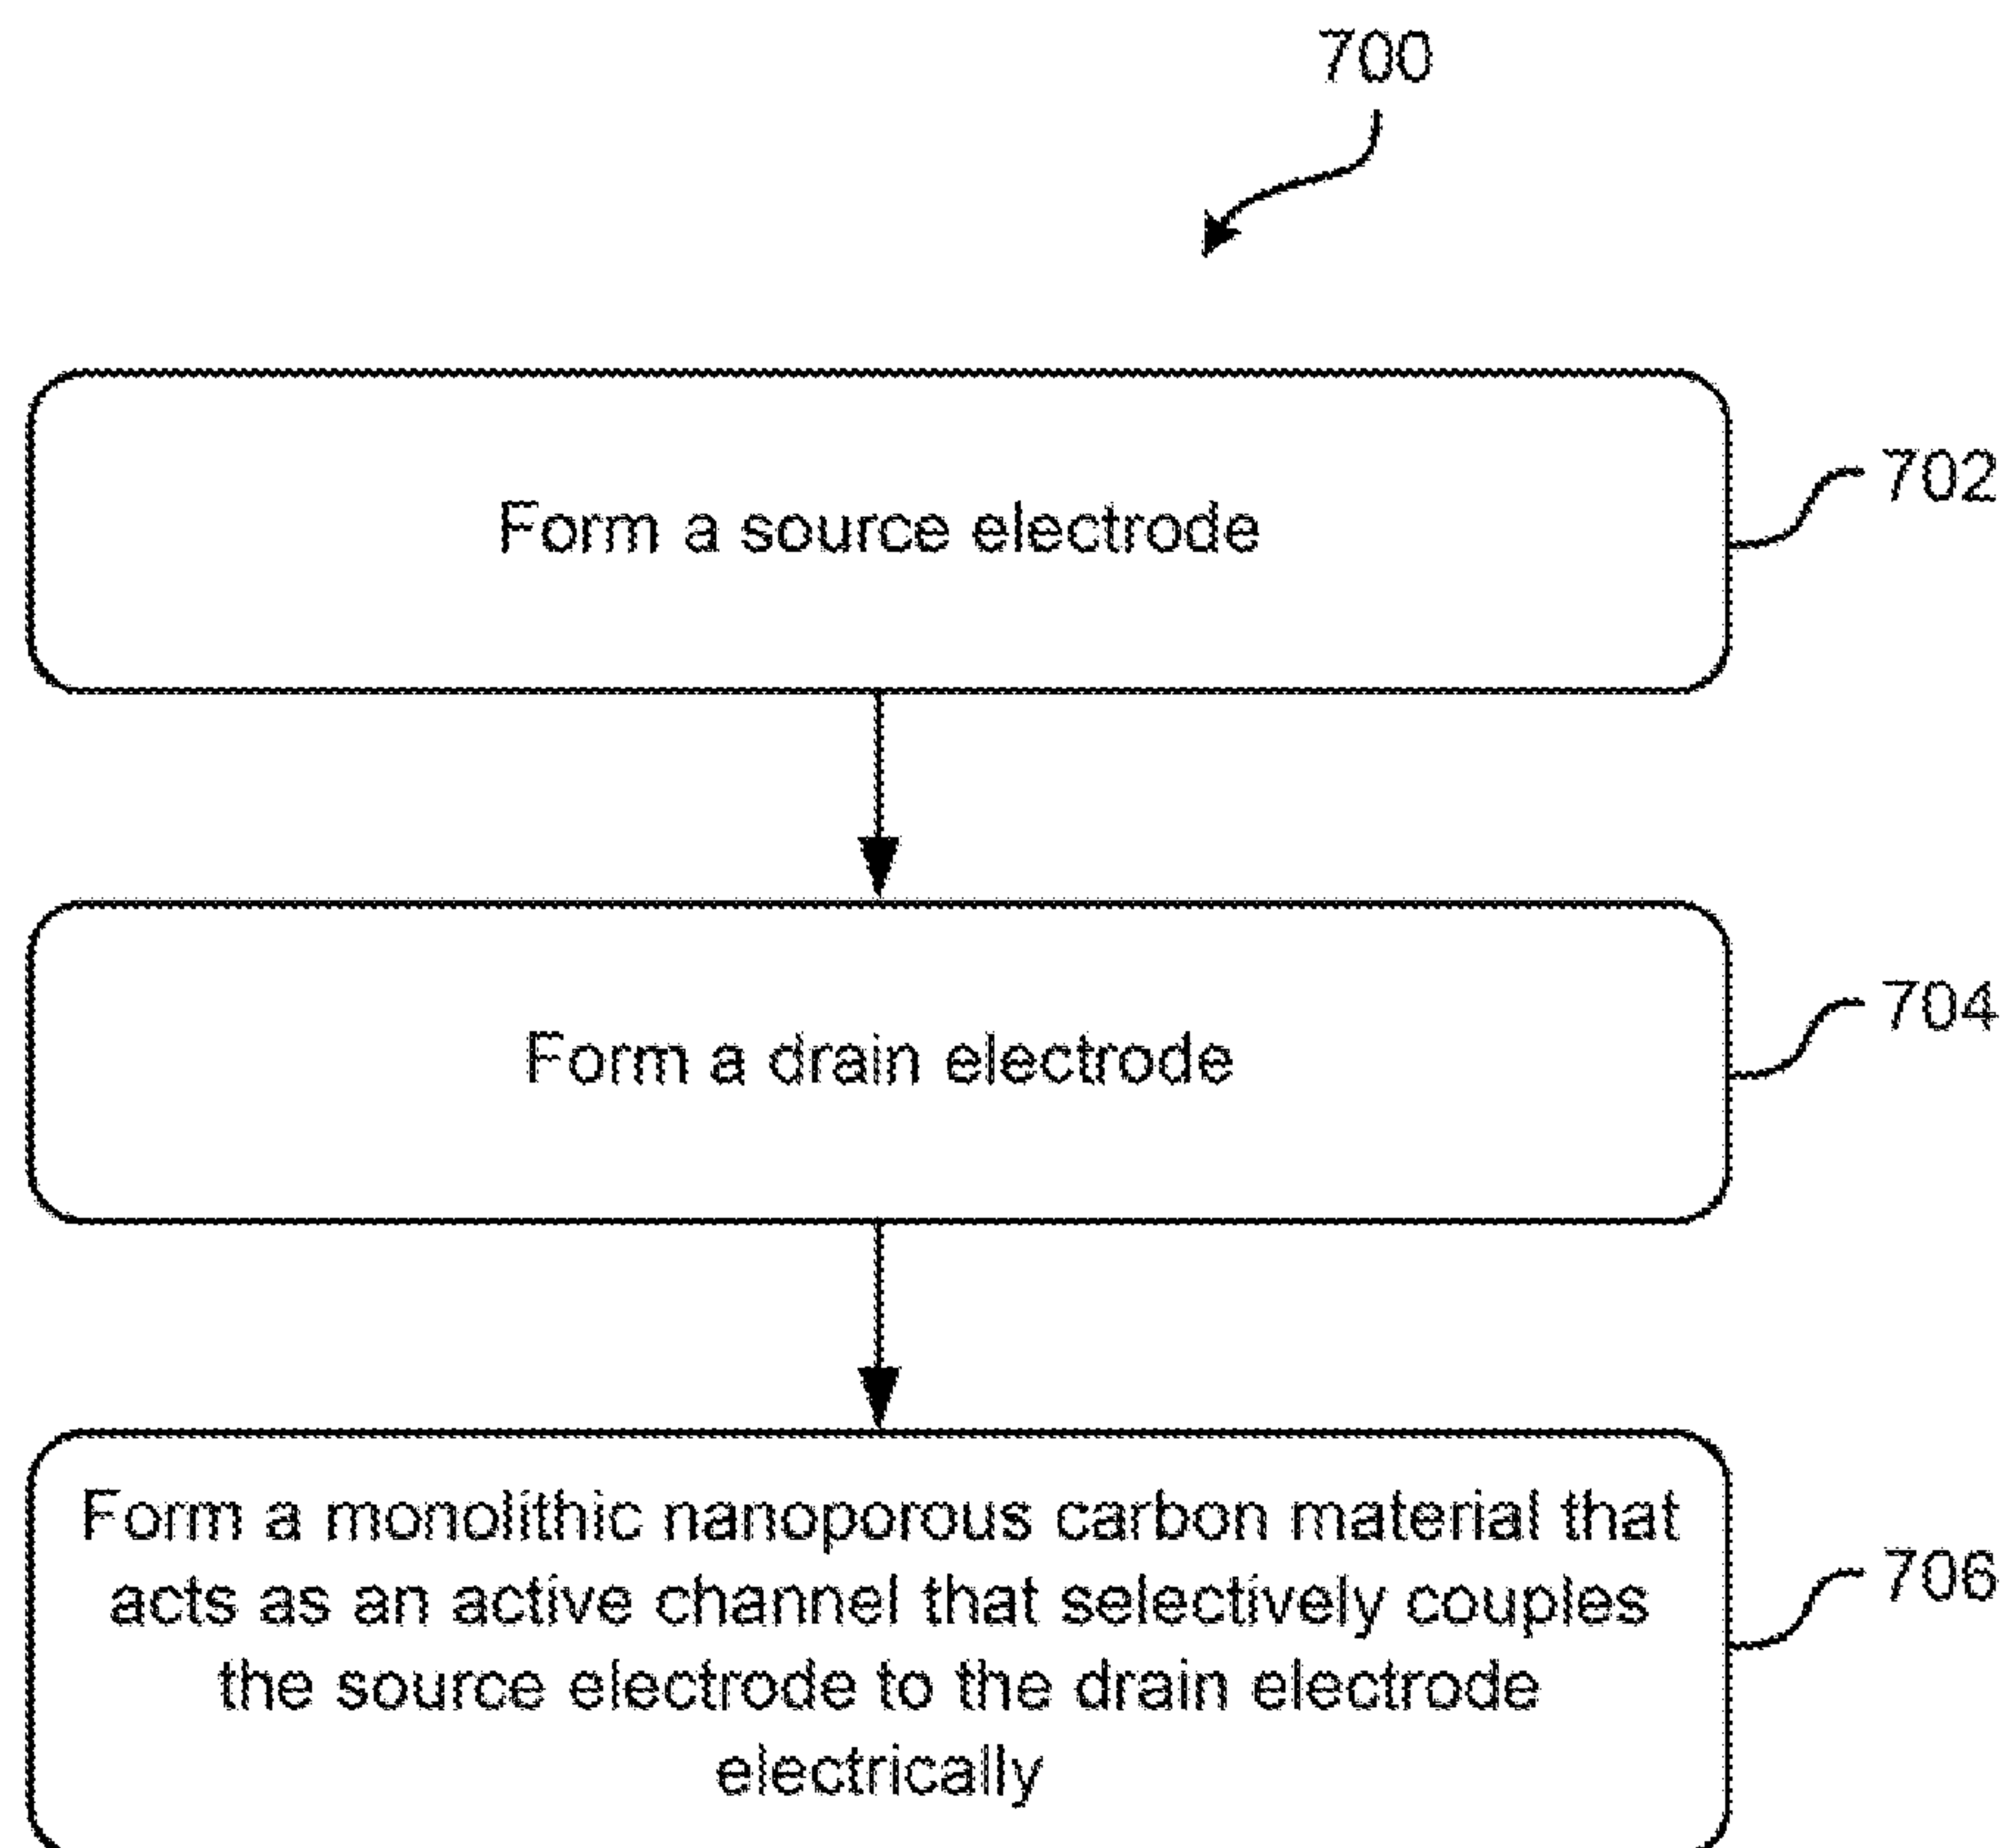 700
Form a source electrode
702
Form a drain electrode
704
Form a monolithic nanoporous carbon material that
acts as an active channel that selectively couples
the source electrode to the drain electrode
electrically
706